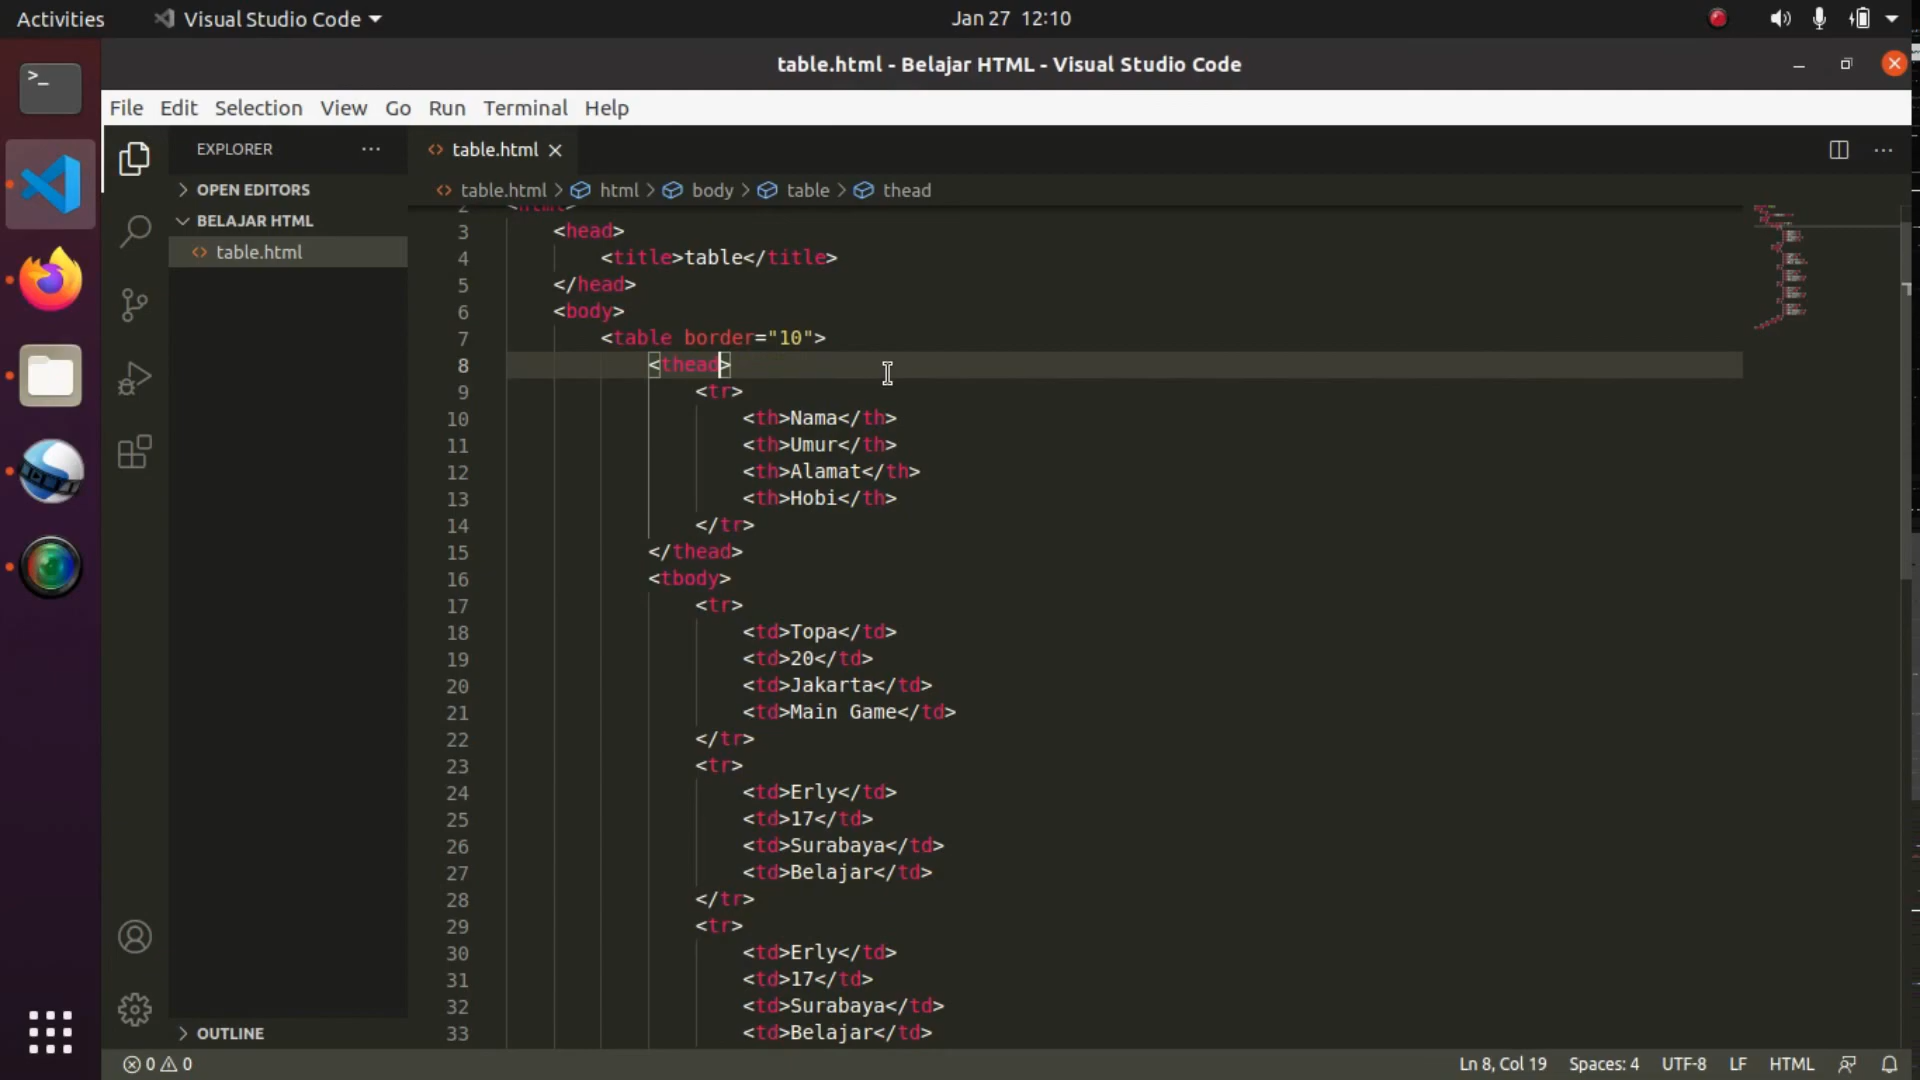 Activities
Visual Studio Code
Jan 27 12:10
table.html - Belajar HTML - Visual Studio Code
File Edit Selection View Go Run Terminal Help
EXPLORER
table.html
OPEN EDITORS
table.html > html > body > table > thead
BELAJAR HTML
table.html
2 <html>
3 <head>
4 <title>table</title>
5 </head>
6 <body>
7 <table border="10">
8 <thead>
9 <tr>
10 <th>Nama</th>
11 <th>Umur</th>
12 <th>Alamat</th>
13 <th>Hobi</th>
14 </tr>
15 </thead>
16 <tbody>
17 <tr>
18 <td>Topa</td>
19 <td>20</td>
20 <td>Jakarta</td>
21 <td>Main Game</td>
22 </tr>
23 <tr>
24 <td>Erly</td>
25 <td>17</td>
26 <td>Surabaya</td>
27 <td>Belajar</td>
28 </tr>
29 <tr>
30 <td>Erly</td>
31 <td>17</td>
32 <td>Surabaya</td>
33 <td>Belajar</td>
OUTLINE
0 0
Ln 8, Col 19 Spaces: 4 UTF-8 LF HTML